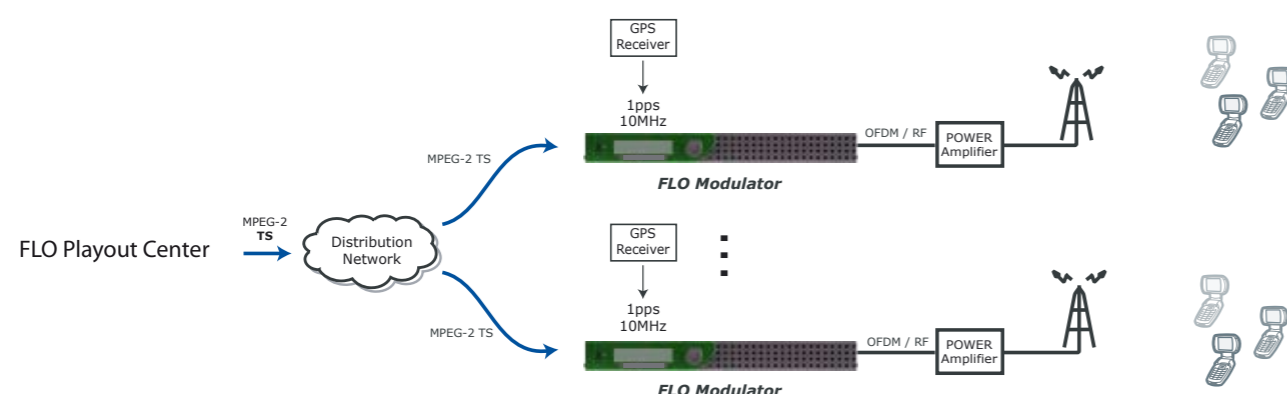 GPS
Receiver
1pps
10MHz
MPEG-2 TS
OFDM / RF
POWER
Amplifier
FLO Modulator
FLO Playout Center
MPEG-2
TS
Distribution
Network
GPS
Receiver
1pps
10MHz
MPEG-2 TS
OFDM / RF
POWER
Amplifier
FLO Modulator